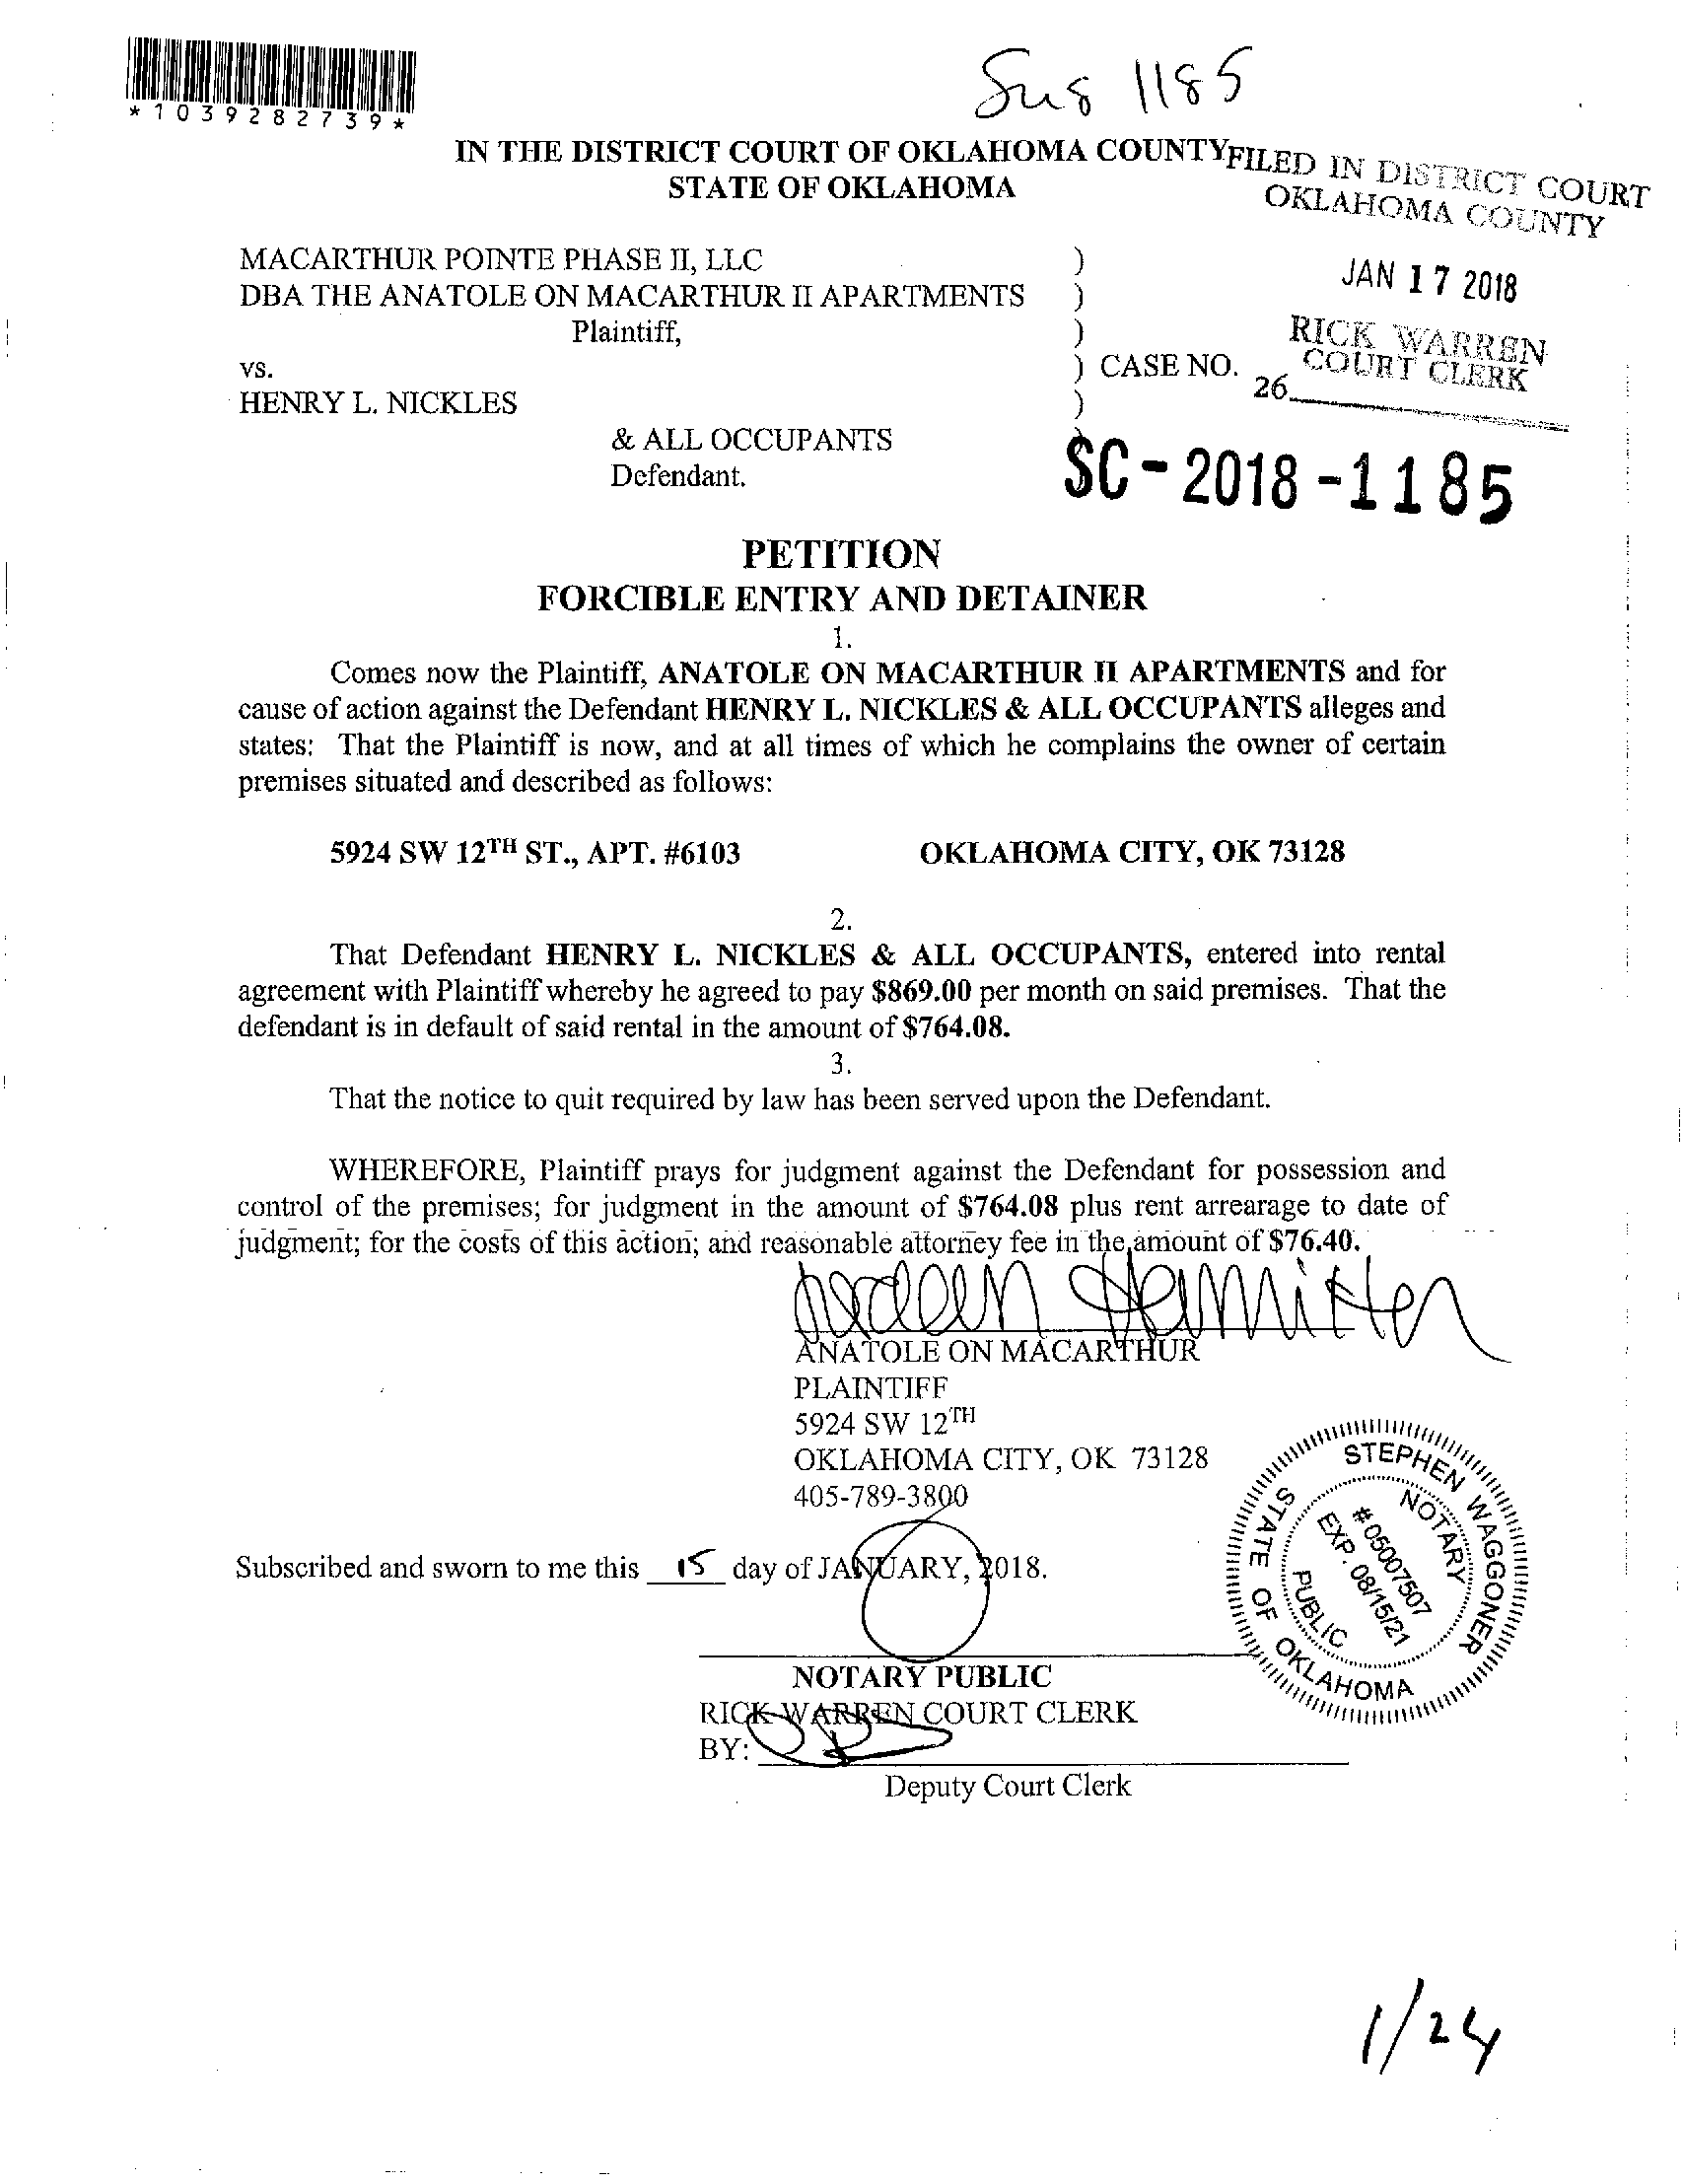 *1039282739*
1185
IN THE DISTRICT COURT OF OKLAHOMA COUNTY
STATE OF OKLAHOMA
FILED IN DISTRICT COURT
OKLAHOMA COUNTY
JAN 17 2018
RICK WARREN
COURT CLERK
26
MACARTHUR POINTE PHASE II, LLC )
DBA THE ANATOLE ON MACARTHUR II APARTMENTS )
Plaintiff, )
vs. ) CASE NO.
HENRY L. NICKLES )
& ALL OCCUPANTS )
Defendant.
SC-2018-1185
PETITION
FORCIBLE ENTRY AND DETAINER
1.
Comes now the Plaintiff, ANATOLE ON MACARTHUR II APARTMENTS and for
cause of action against the Defendant HENRY L. NICKLES & ALL OCCUPANTS alleges and
states: That the Plaintiff is now, and at all times of which he complains the owner of certain
premises situated and described as follows:
5924 SW 12TH ST., APT. #6103 OKLAHOMA CITY, OK 73128
2.
That Defendant HENRY L. NICKLES & ALL OCCUPANTS, entered into rental
agreement with Plaintiff whereby he agreed to pay $869.00 per month on said premises. That the
defendant is in default of said rental in the amount of $764.08.
3.
That the notice to quit required by law has been served upon the Defendant.
WHEREFORE, Plaintiff prays for judgment against the Defendant for possession and
control of the premises; for judgment in the amount of $764.08 plus rent arrearage to date of
judgment; for the costs of this action; and reasonable attorney fee in the amount of $76.40.
ANATOLE ON MACARTHUR
PLAINTIFF
5924 SW 12TH
OKLAHOMA CITY, OK 73128
405-789-3800
Subscribed and sworn to me this 15 day of JANUARY, 2018.
STEPHEN WAGGONER
NOTARY PUBLIC
# 05007507
EXP. 08/15/21
STATE OF OKLAHOMA
NOTARY PUBLIC
RICK WARREN COURT CLERK
BY:
Deputy Court Clerk
1/24